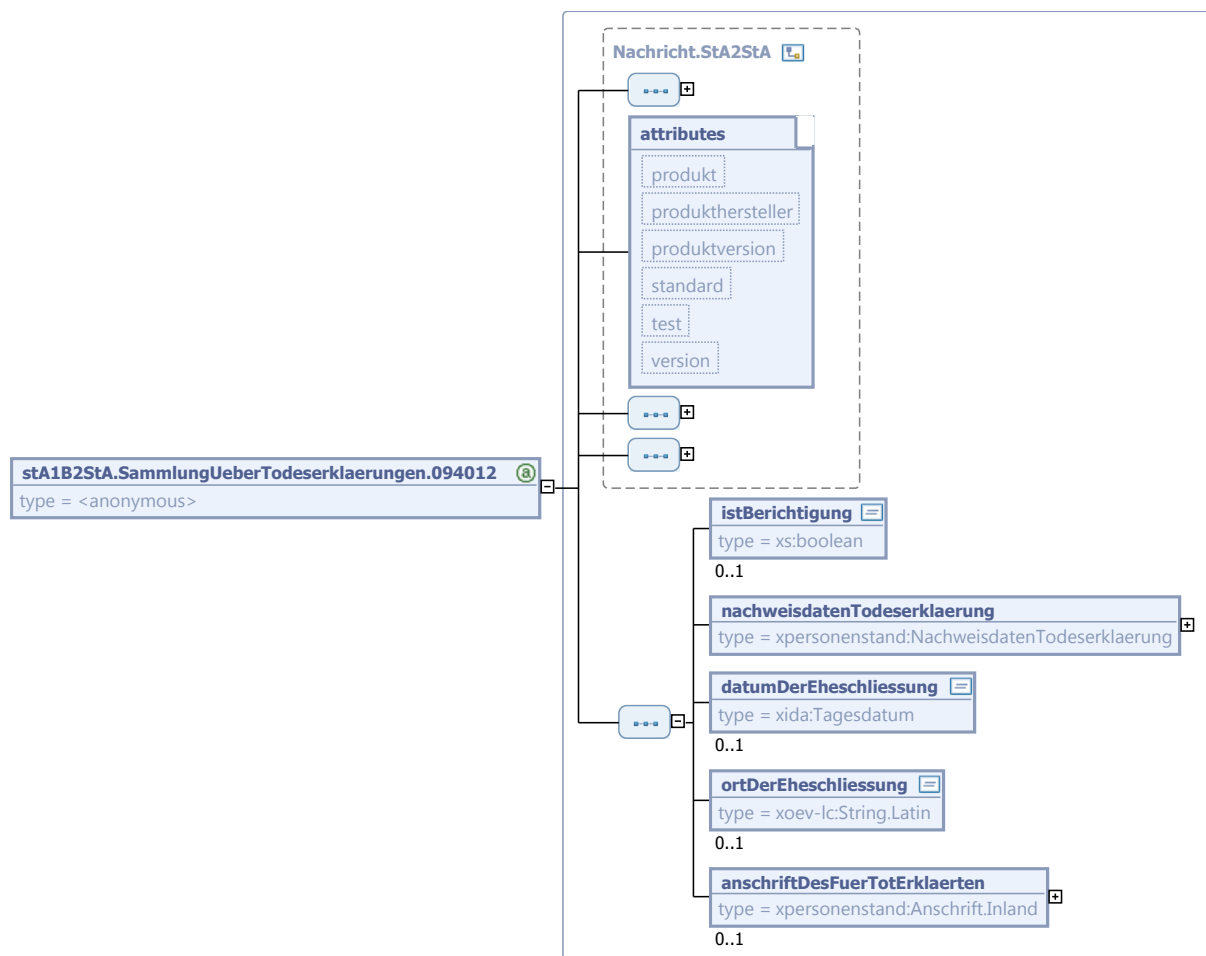 Nachricht.StA2StA
attributes
produkt
produkthersteller
produktversion
standard
test
version
stA1B2StA.SammlungUeberTodeserklaerungen.094012
type = <anonymous>
istBerichtigung
type = xs:boolean
0..1
nachweisdatenTodeserklaerung
type = xpersonenstand:NachweisdatenTodeserklaerung
datumDerEheschliessung
type = xida:Tagesdatum
0..1
ortDerEheschliessung
type = xoev-lc:String.Latin
0..1
anschriftDesFuerTotErklaerten
type = xpersonenstand:Anschrift.Inland
0..1